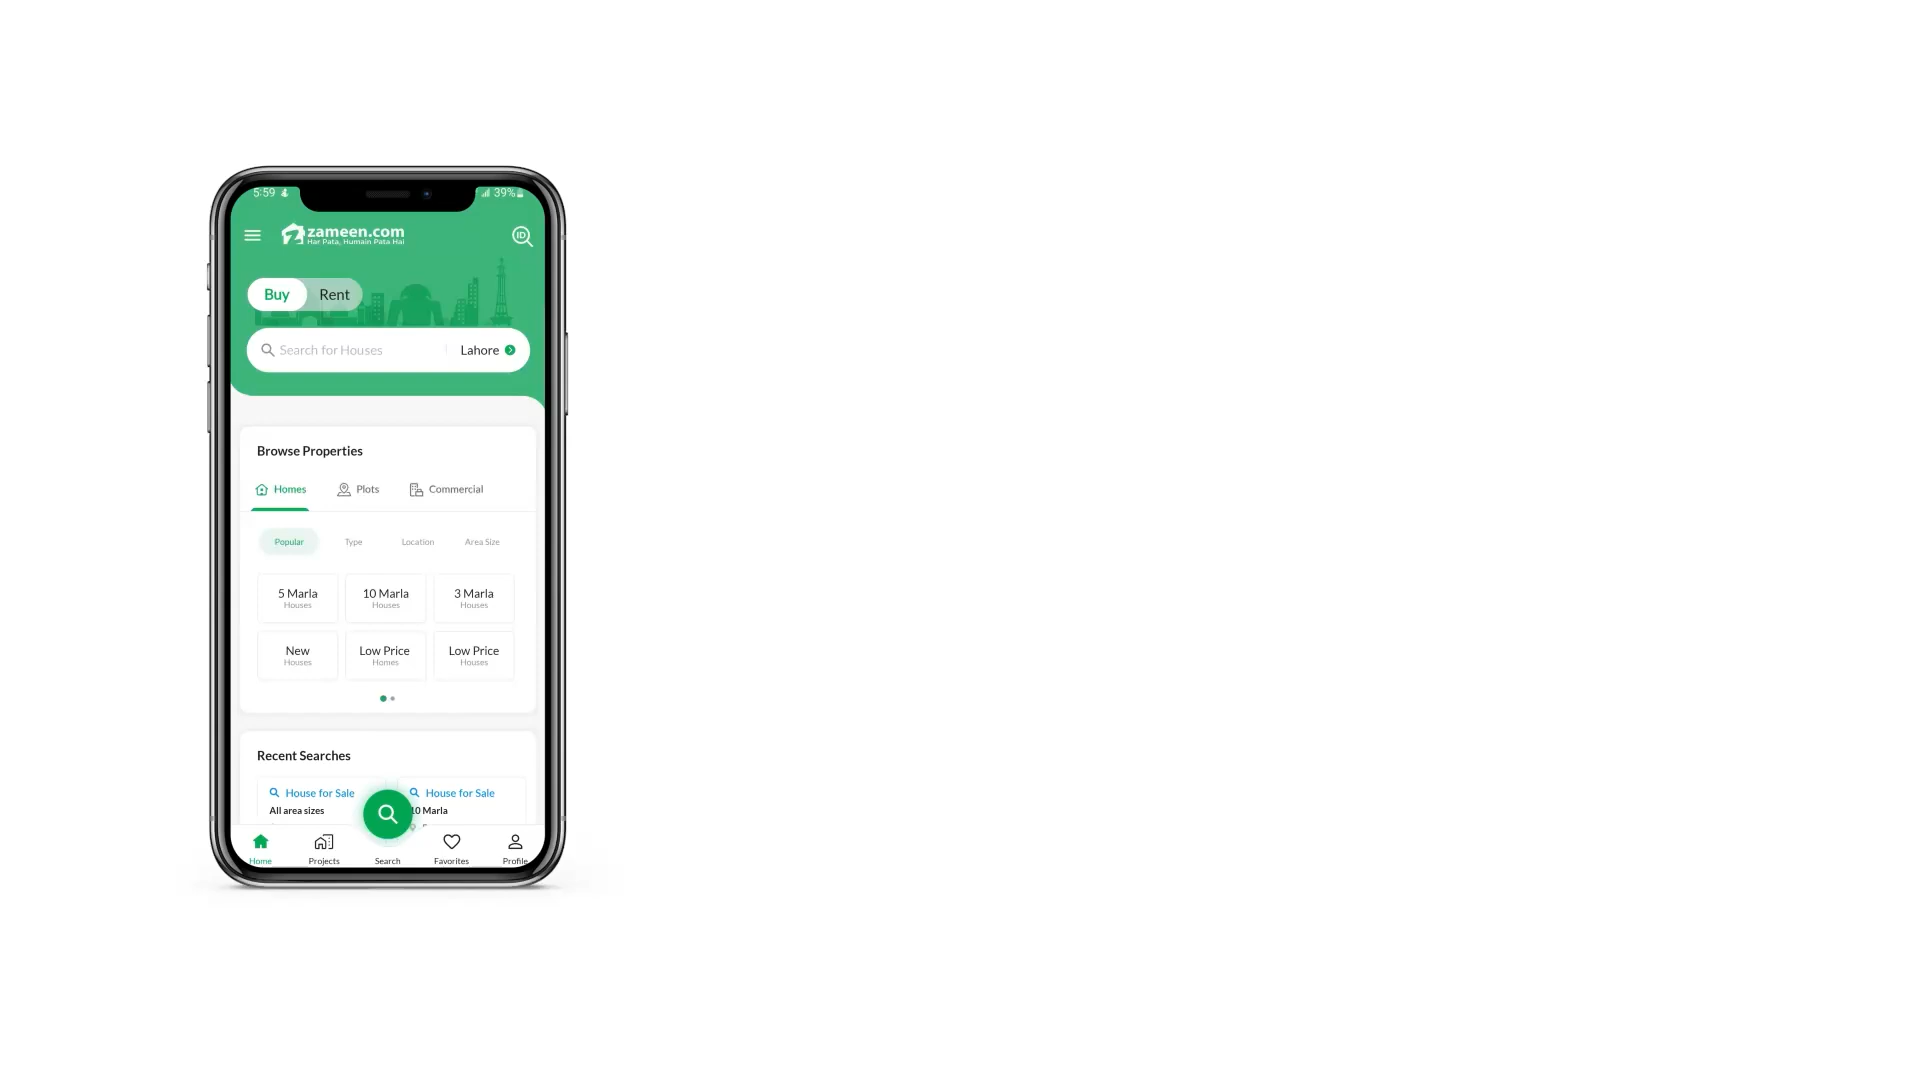 5:59 39%
zameen.com
Har Pata, Humain Pata Hai
ID
Buy Rent
Search for Houses Lahore
Browse Properties
Homes Plots Commercial
Popular Type Location Area Size
5 Marla 10 Marla 3 Marla
Houses Houses Houses
New Low Price Low Price
Houses Homes Houses
Recent Searches
House for Sale House for Sale
All area sizes 10 Marla
Home Projects Search Favorites Profile